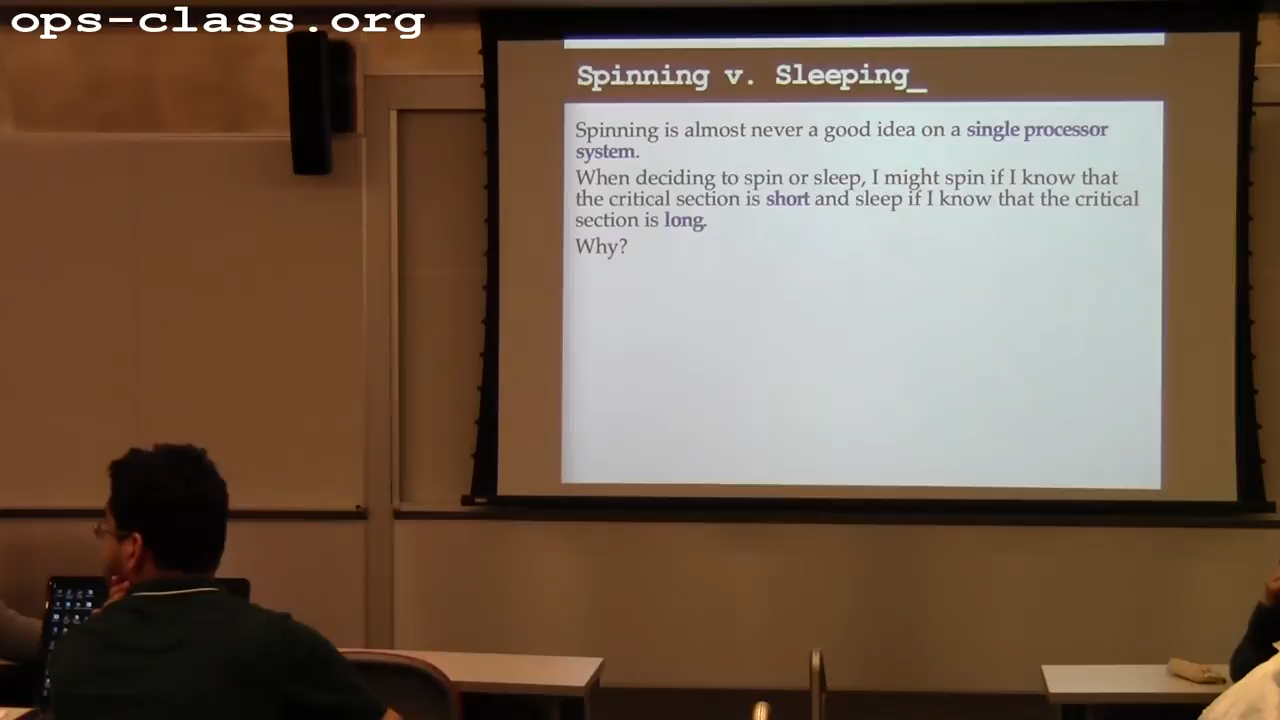 ops-class.org
Spinning v. Sleeping_
Spinning is almost never a good idea on a single processor
system.
When deciding to spin or sleep, I might spin if I know that
the critical section is short and sleep if I know that the critical
section is long.
Why?